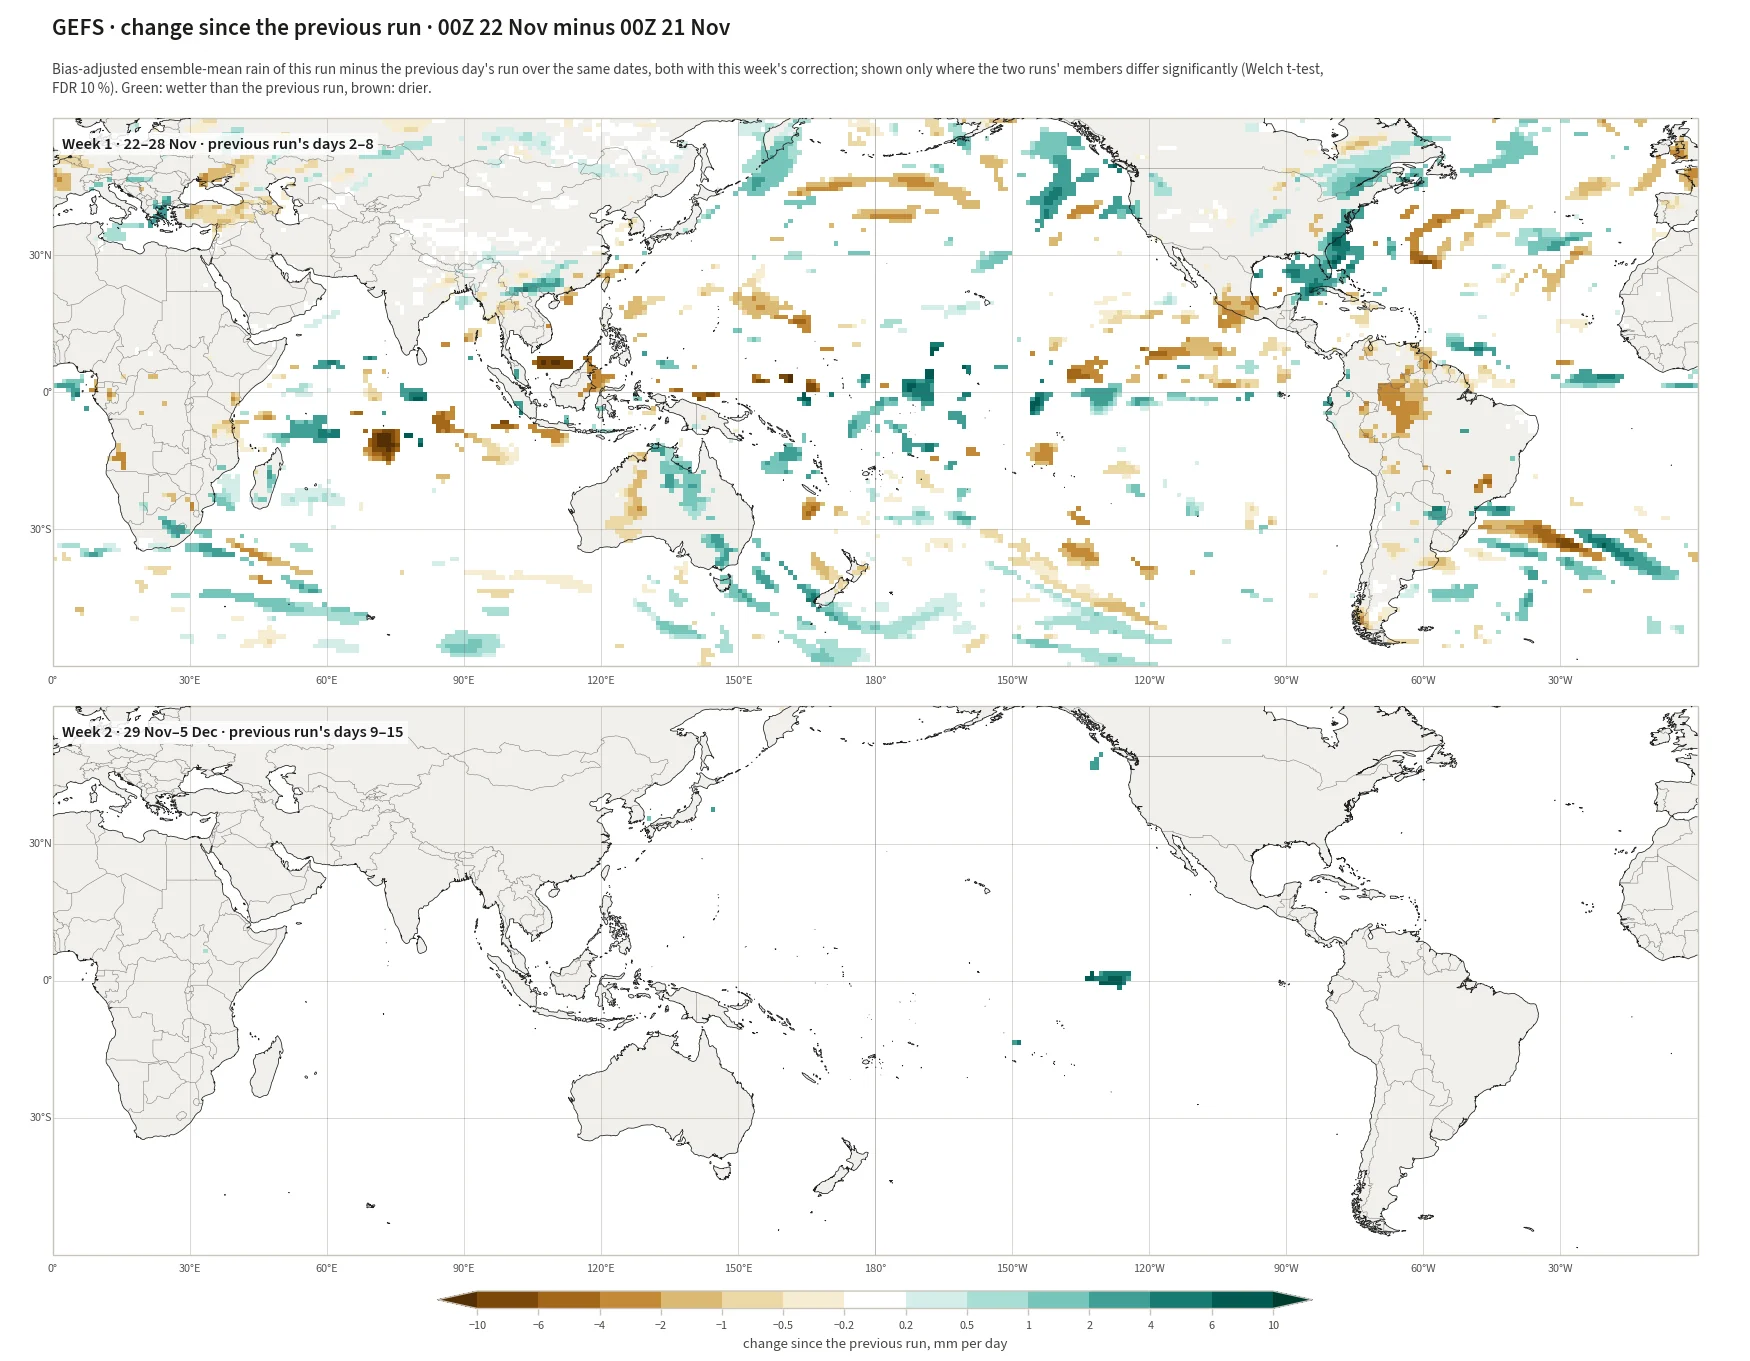 GEFS · change since the previous run · 00Z 22 Nov minus 00Z 21 Nov
Bias-adjusted ensemble-mean rain of this run minus the previous day's run over the same dates, both with this week's correction; shown only where the two runs' members differ significantly (Welch t-test,
FDR 10 %). Green: wetter than the previous run, brown: drier.
Week 1 · 22–28 Nov · previous run's days 2–8
30°N
0°
30°S
0° 30°E 60°E 90°E 120°E 150°E 180° 150°W 120°W 90°W 60°W 30°W
Week 2 · 29 Nov–5 Dec · previous run's days 9–15
30°N
0°
30°S
0° 30°E 60°E 90°E 120°E 150°E 180° 150°W 120°W 90°W 60°W 30°W
−10 −6 −4 −2 −1 −0.5 −0.2 0.2 0.5 1 2 4 6 10
change since the previous run, mm per day